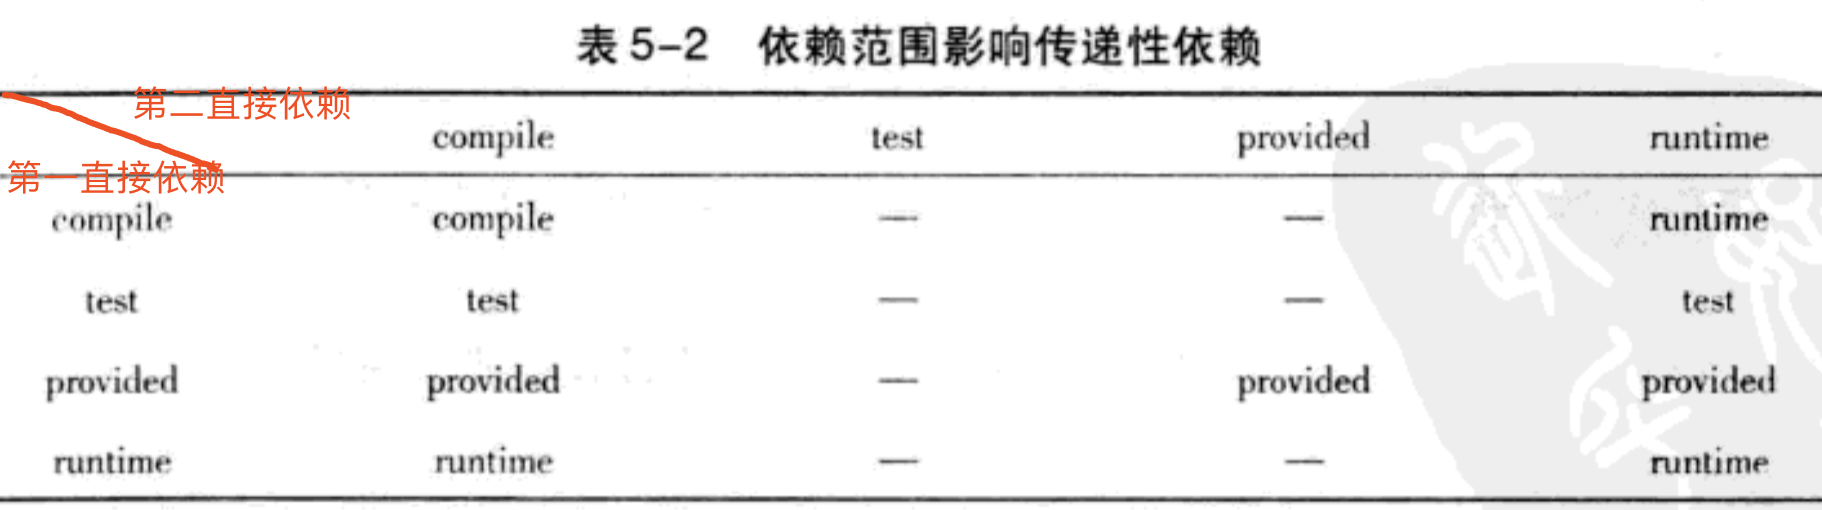 表 5-2 依赖范围影响传递性依赖
第二直接依赖
compile test provided runtime
第一直接依赖
compile compile — — runtime
test test — — test
provided provided — provided provided
runtime runtime — — runtime